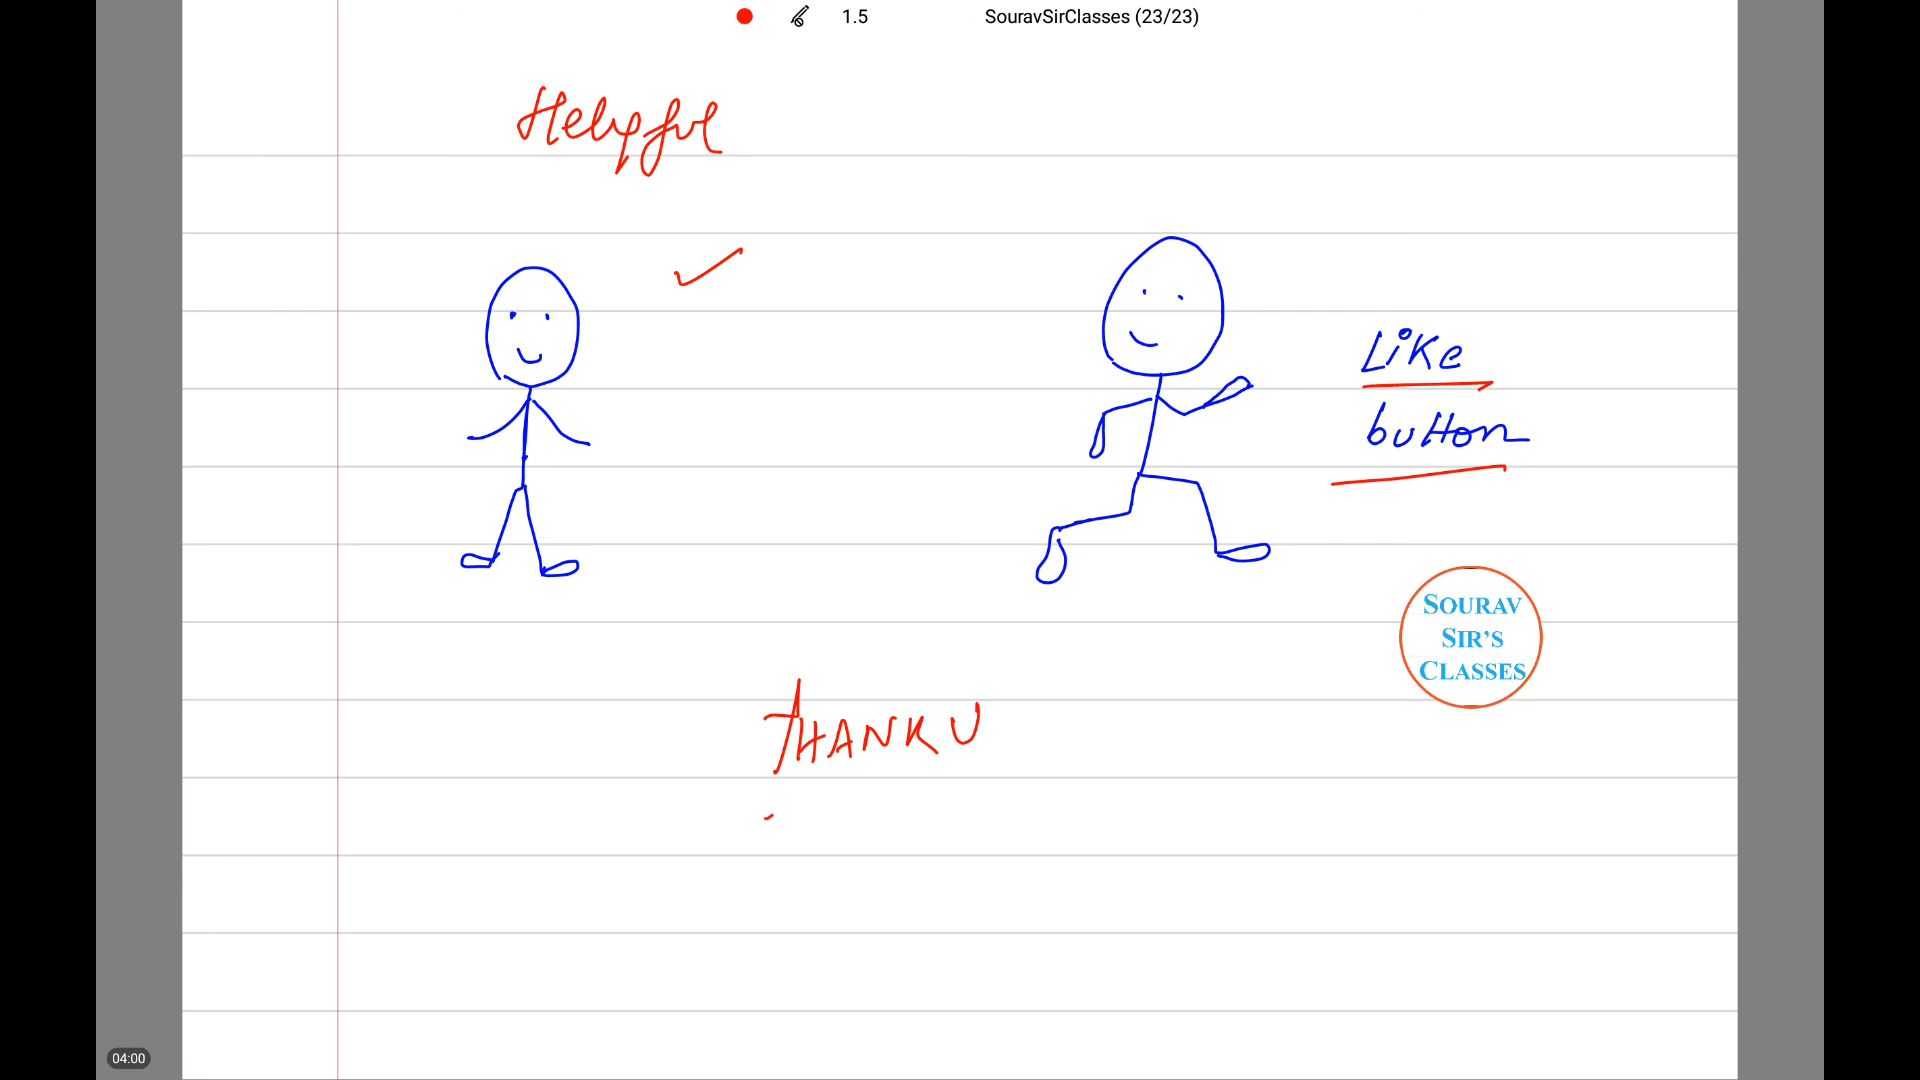 1.5 SouravSirClasses (23/23)
Helpful
Like
button
SOURAV
SIR'S
CLASSES
THANK U
04:00